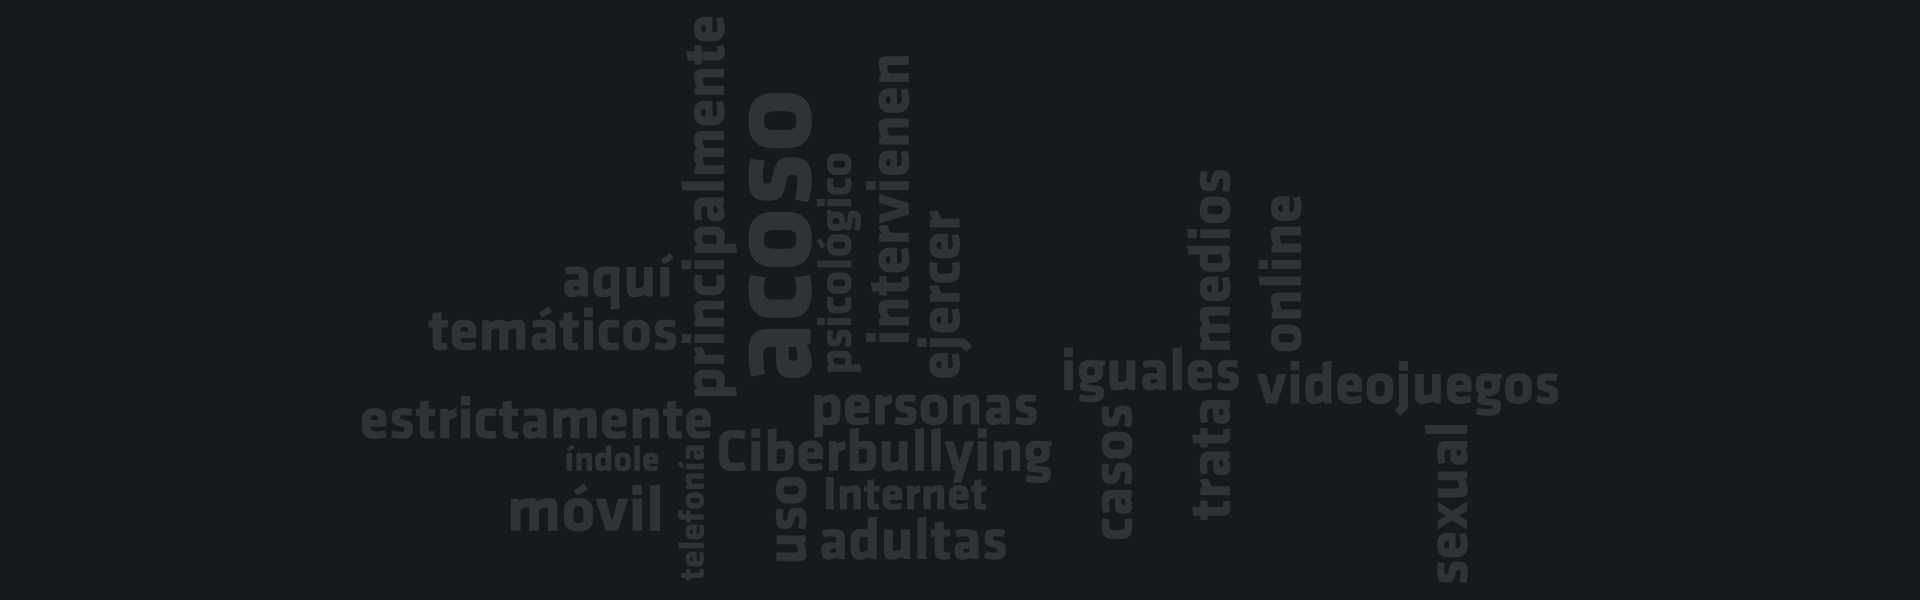 principalmente
acoso
psicológico
intervienen
ejercer
medios
online
aquí
temáticos
iguales
videojuegos
estrictamente
personas
Ciberbullying
índole
móvil
telefonía
uso
Internet
adultas
casos
trata
sexual